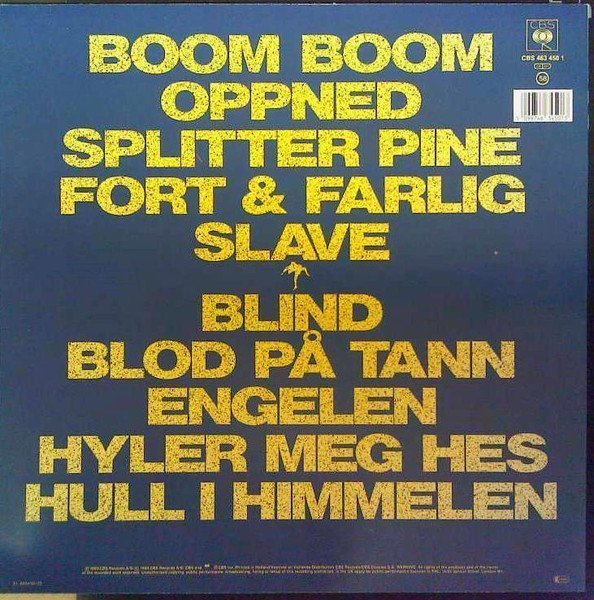 CBS
CBS 463 450 1
BOOM BOOM
OPPNED
SPLITTER PINE
FORT & FARLIG
SLAVE
BLIND
BLOD PÅ TANN
ENGELEN
HYLER MEG HES
HULL I HIMMELEN